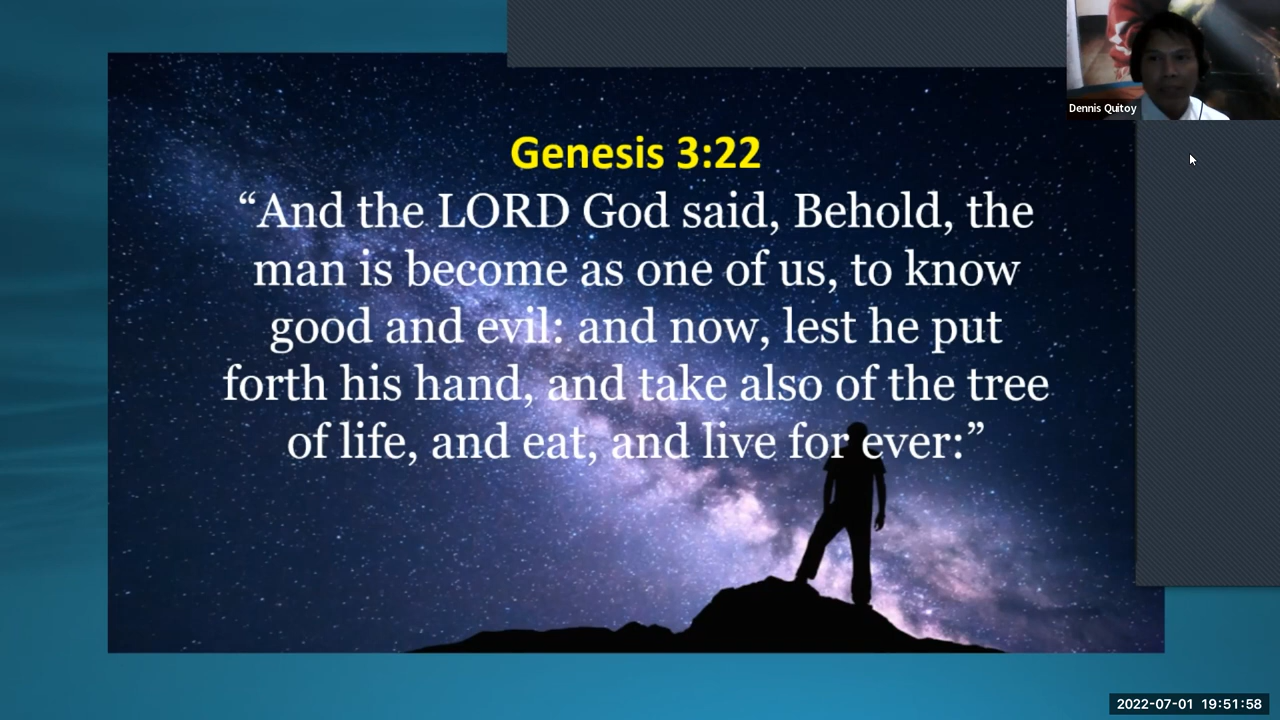 Dennis Quitoy
Genesis 3:22
“And the LORD God said, Behold, the
man is become as one of us, to know
good and evil: and now, lest he put
forth his hand, and take also of the tree
of life, and eat, and live for ever:”
2022-07-01 19:51:58